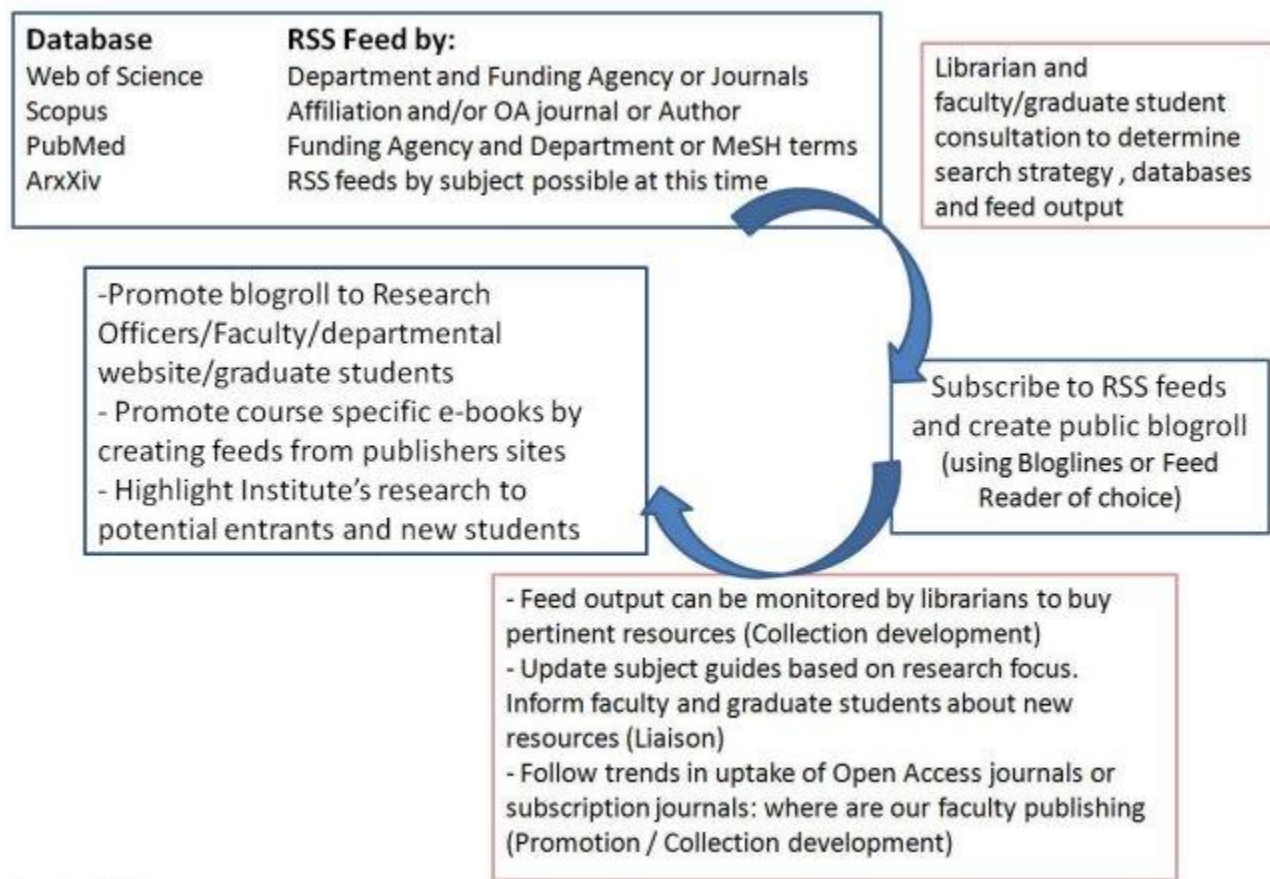 Database RSS Feed by:
Web of Science Department and Funding Agency or Journals
Scopus Affiliation and/or OA journal or Author
PubMed Funding Agency and Department or MeSH terms
ArxXiv RSS feeds by subject possible at this time
Librarian and
faculty/graduate student
consultation to determine
search strategy , databases
and feed output
-Promote blogroll to Research
Officers/Faculty/departmental
website/graduate students
- Promote course specific e-books by
creating feeds from publishers sites
- Highlight Institute's research to
potential entrants and new students
Subscribe to RSS feeds
and create public blogroll
(using Bloglines or Feed
Reader of choice)
- Feed output can be monitored by librarians to buy
pertinent resources (Collection development)
- Update subject guides based on research focus.
Inform faculty and graduate students about new
resources (Liaison)
- Follow trends in uptake of Open Access journals or
subscription journals: where are our faculty publishing
(Promotion / Collection development)